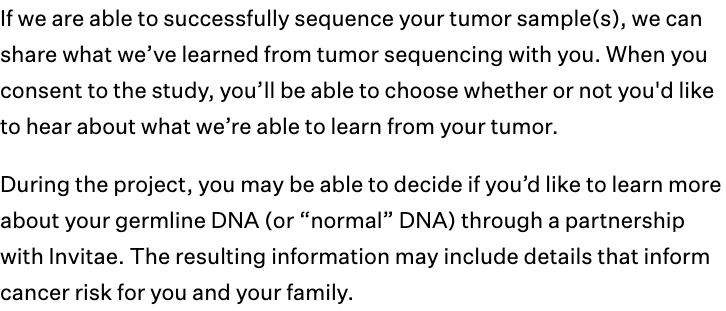 If we are able to successfully sequence your tumor sample(s), we can
share what we’ve learned from tumor sequencing with you. When you
consent to the study, you’ll be able to choose whether or not you'd like
to hear about what we’re able to learn from your tumor.
During the project, you may be able to decide if you’d like to learn more
about your germline DNA (or “normal” DNA) through a partnership
with Invitae. The resulting information may include details that inform
cancer risk for you and your family.